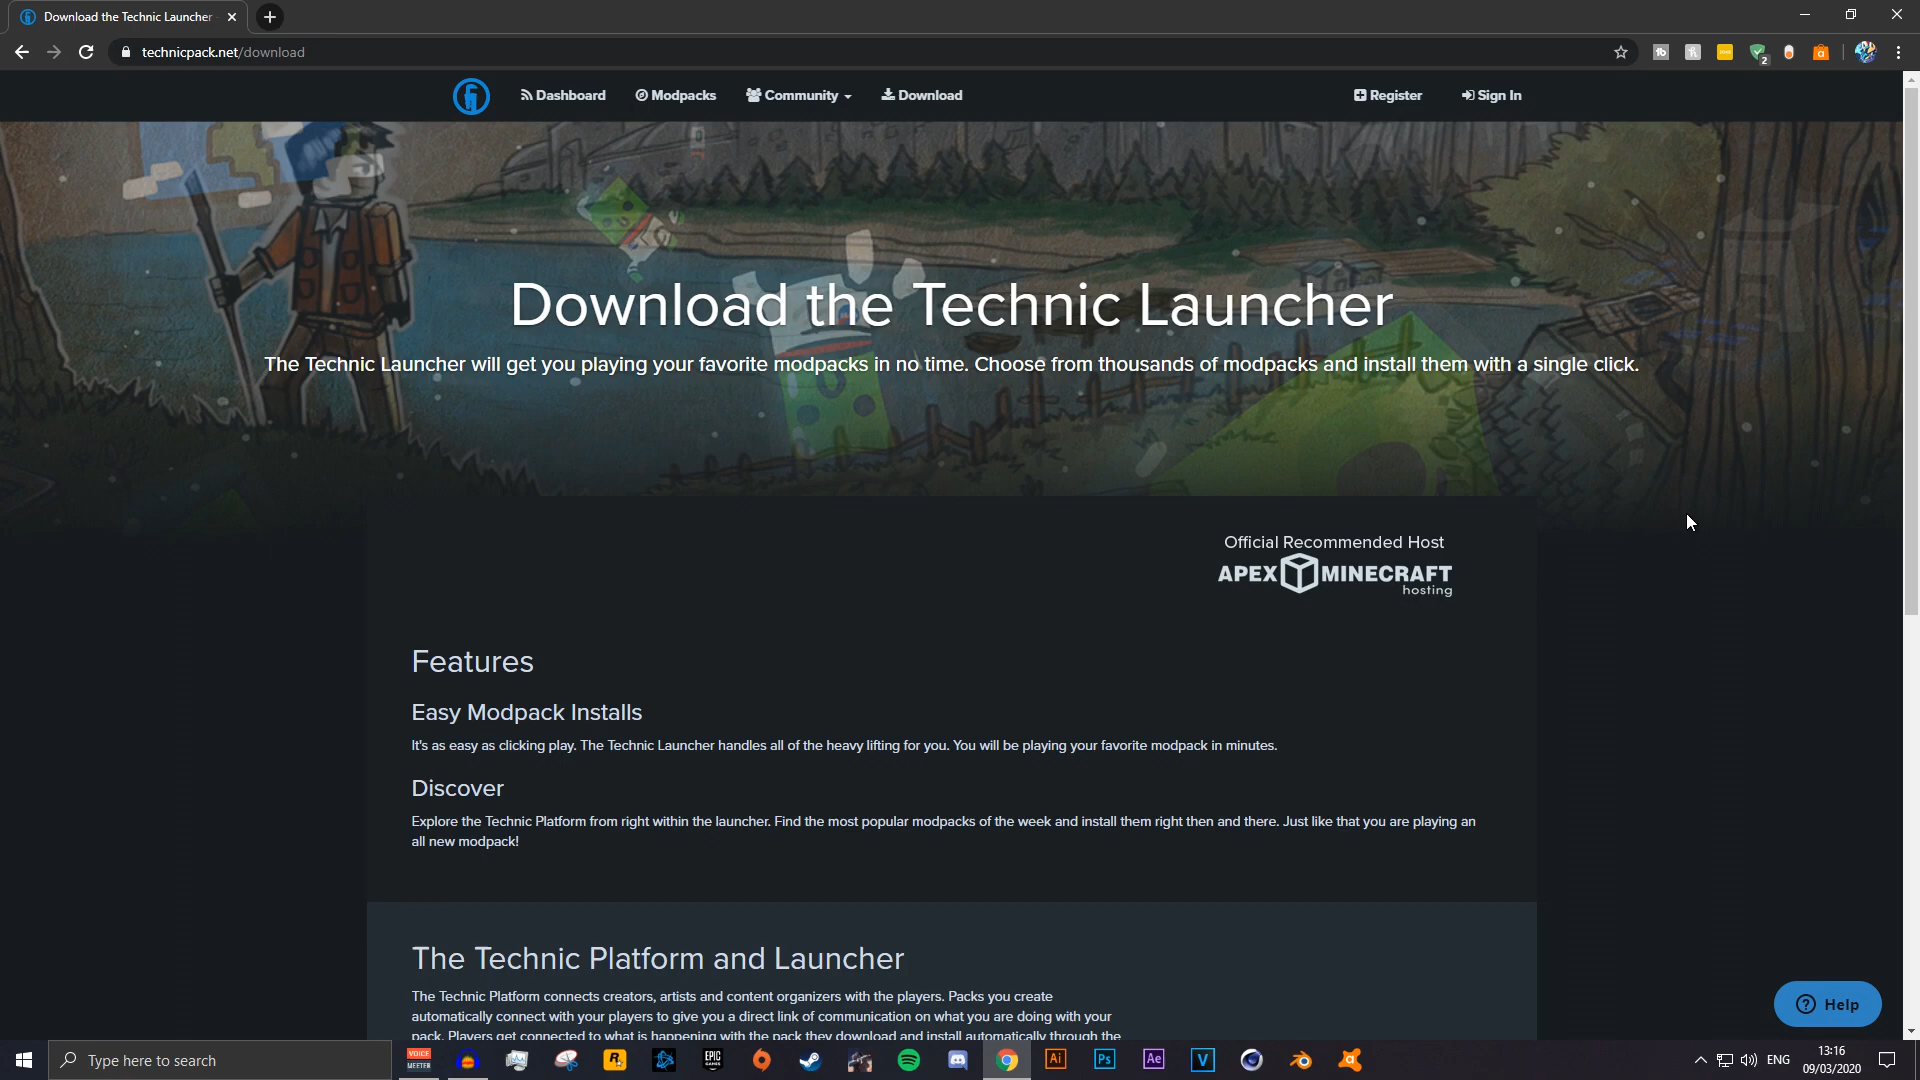 Download the Technic Launcher
technicpack.net/download
2
Dashboard
Modpacks
Community
Download
Register
Sign In
Download the Technic Launcher
The Technic Launcher will get you playing your favorite modpacks in no time. Choose from thousands of modpacks and install them with a single click.
Official Recommended Host
APEX MINECRAFT
hosting
Features
Easy Modpack Installs
It's as easy as clicking play. The Technic Launcher handles all of the heavy lifting for you. You will be playing your favorite modpack in minutes.
Discover
Explore the Technic Platform from right within the launcher. Find the most popular modpacks of the week and install them right then and there. Just like that you are playing an
all new modpack!
The Technic Platform and Launcher
The Technic Platform connects creators, artists and content organizers with the players. Packs you create
automatically connect with your players to give you a direct link of communication on what you are doing with your
pack. Players get connected to what is happening with the pack they download and install automatically through the
Help
Type here to search
VOICE
MEETER
R
EPIC
GAMES
Ai
Ps
Ae
V
ENG
13:16
09/03/2020